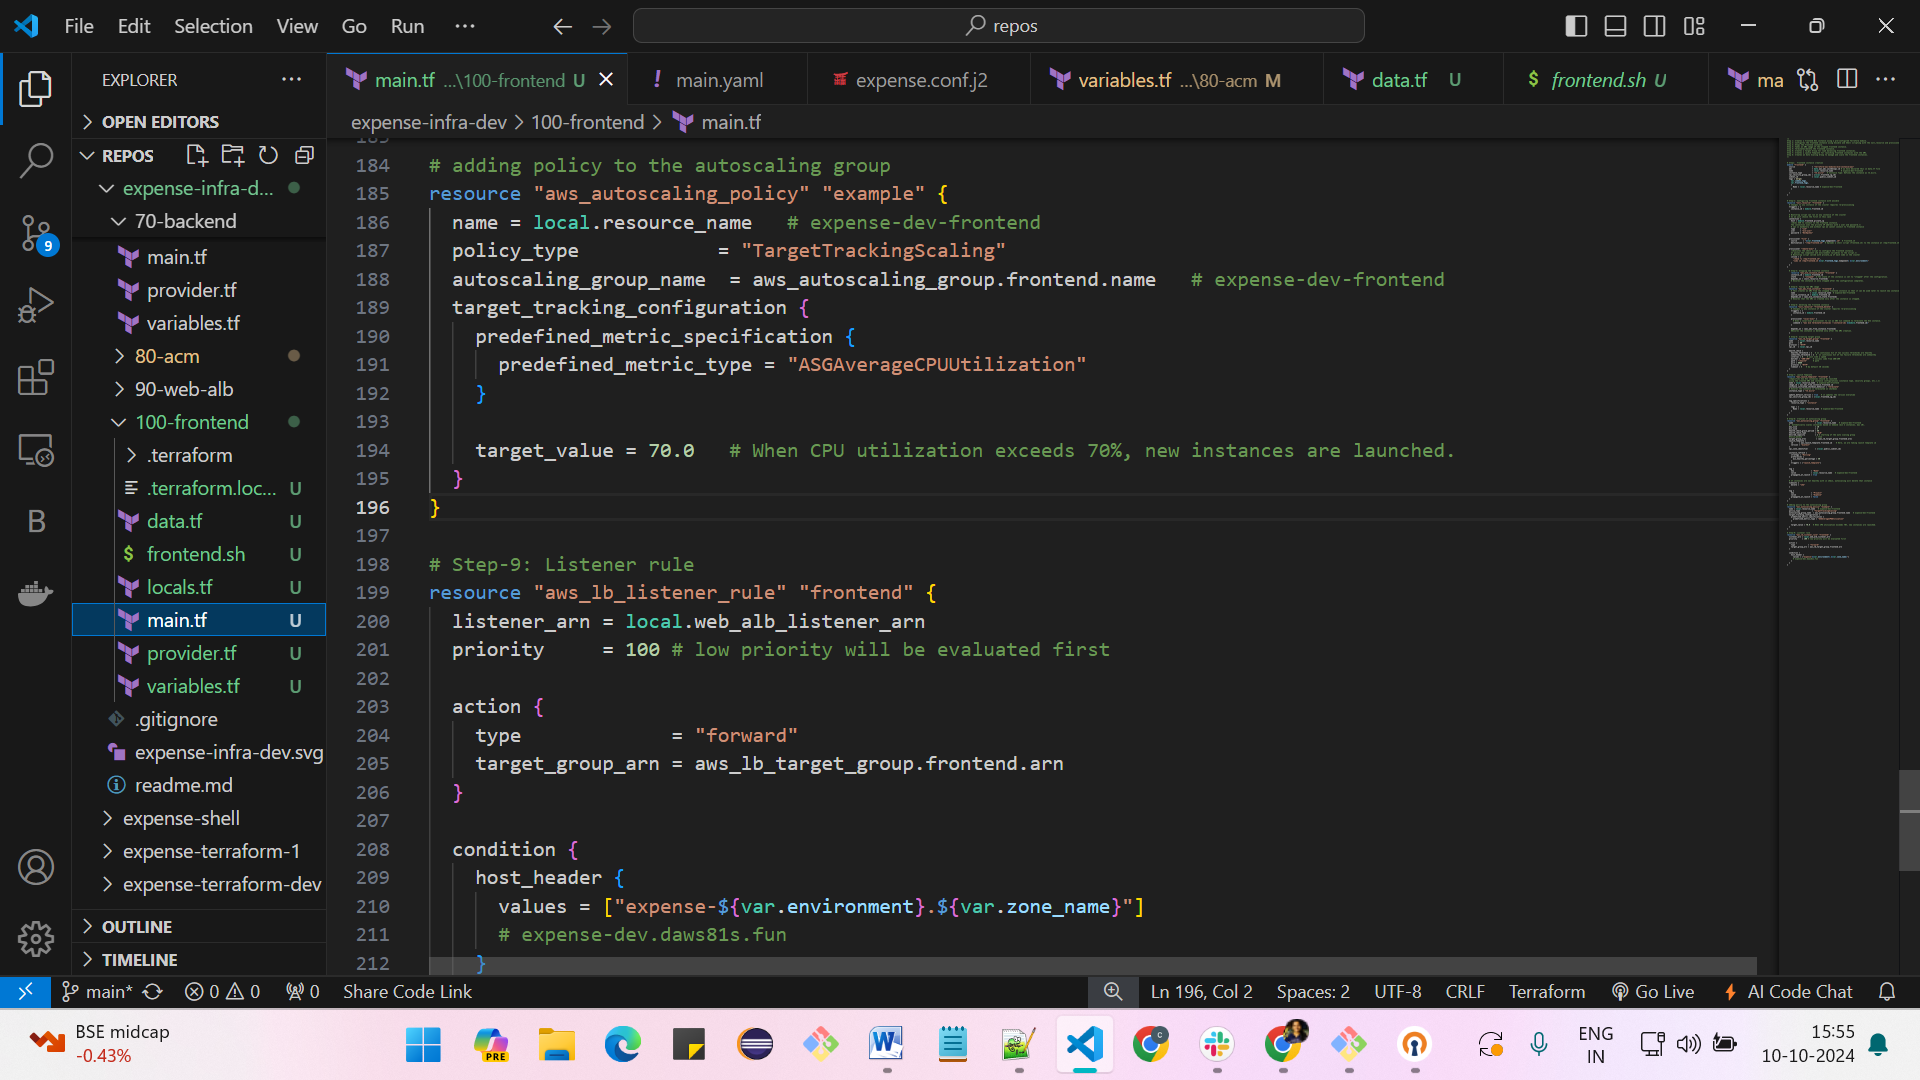 File Edit Selection View Go Run ··· repos
EXPLORER
main.tf ...\100-frontend U
main.yaml
expense.conf.j2
variables.tf ...\80-acm M
data.tf U
frontend.sh U
ma
OPEN EDITORS
REPOS
expense-infra-d...
70-backend
main.tf
provider.tf
variables.tf
80-acm
90-web-alb
100-frontend
.terraform
.terraform.loc... U
data.tf U
frontend.sh U
locals.tf U
main.tf U
provider.tf U
variables.tf U
.gitignore
expense-infra-dev.svg
readme.md
expense-shell
expense-terraform-1
expense-terraform-dev
OUTLINE
TIMELINE
9
B
expense-infra-dev > 100-frontend > main.tf
184 # adding policy to the autoscaling group
185 resource "aws_autoscaling_policy" "example" {
186 name = local.resource_name # expense-dev-frontend
187 policy_type = "TargetTrackingScaling"
188 autoscaling_group_name = aws_autoscaling_group.frontend.name # expense-dev-frontend
189 target_tracking_configuration {
190 predefined_metric_specification {
191 predefined_metric_type = "ASGAverageCPUUtilization"
192 }
193
194 target_value = 70.0 # When CPU utilization exceeds 70%, new instances are launched.
195 }
196 }
197
198 # Step-9: Listener rule
199 resource "aws_lb_listener_rule" "frontend" {
200 listener_arn = local.web_alb_listener_arn
201 priority = 100 # low priority will be evaluated first
202
203 action {
204 type = "forward"
205 target_group_arn = aws_lb_target_group.frontend.arn
206 }
207
208 condition {
209 host_header {
210 values = ["expense-${var.environment}.${var.zone_name}"]
211 # expense-dev.daws81s.fun
212 }
main* 0 0 0 Share Code Link Ln 196, Col 2 Spaces: 2 UTF-8 CRLF Terraform Go Live AI Code Chat
BSE midcap
-0.43%
PRE
ENG
IN
15:55
10-10-2024